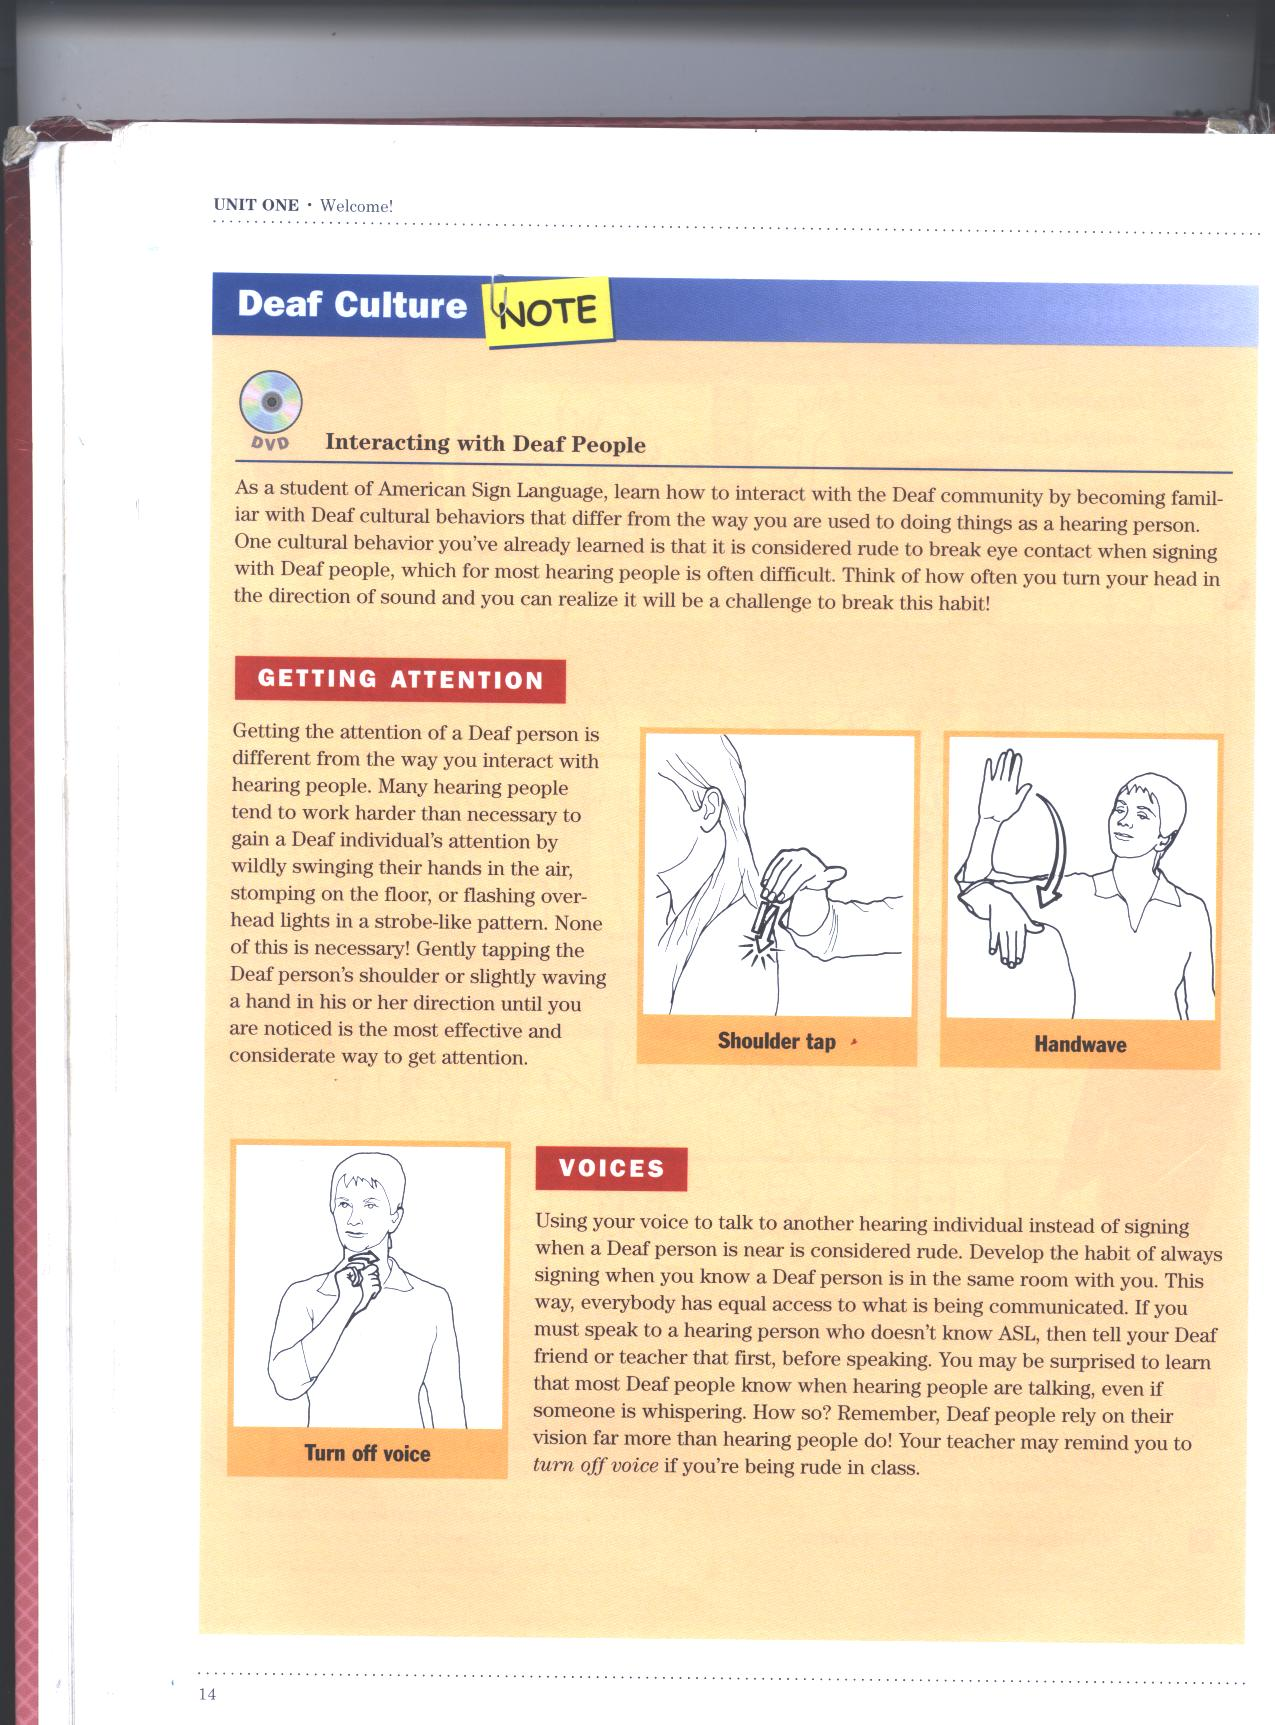 UNIT ONE • Welcome!
Deaf Culture NOTE
DVD
Interacting with Deaf People
As a student of American Sign Language, learn how to interact with the Deaf community by becoming famil-
iar with Deaf cultural behaviors that differ from the way you are used to doing things as a hearing person.
One cultural behavior you've already learned is that it is considered rude to break eye contact when signing
with Deaf people, which for most hearing people is often difficult. Think of how often you turn your head in
the direction of sound and you can realize it will be a challenge to break this habit!
GETTING ATTENTION
Getting the attention of a Deaf person is
different from the way you interact with
hearing people. Many hearing people
tend to work harder than necessary to
gain a Deaf individual's attention by
wildly swinging their hands in the air,
stomping on the floor, or flashing over-
head lights in a strobe-like pattern. None
of this is necessary! Gently tapping the
Deaf person's shoulder or slightly waving
a hand in his or her direction until you
are noticed is the most effective and
considerate way to get attention.
Shoulder tap
Handwave
Turn off voice
VOICES
Using your voice to talk to another hearing individual instead of signing
when a Deaf person is near is considered rude. Develop the habit of always
signing when you know a Deaf person is in the same room with you. This
way, everybody has equal access to what is being communicated. If you
must speak to a hearing person who doesn't know ASL, then tell your Deaf
friend or teacher that first, before speaking. You may be surprised to learn
that most Deaf people know when hearing people are talking, even if
someone is whispering. How so? Remember, Deaf people rely on their
vision far more than hearing people do! Your teacher may remind you to
turn off voice if you're being rude in class.
14